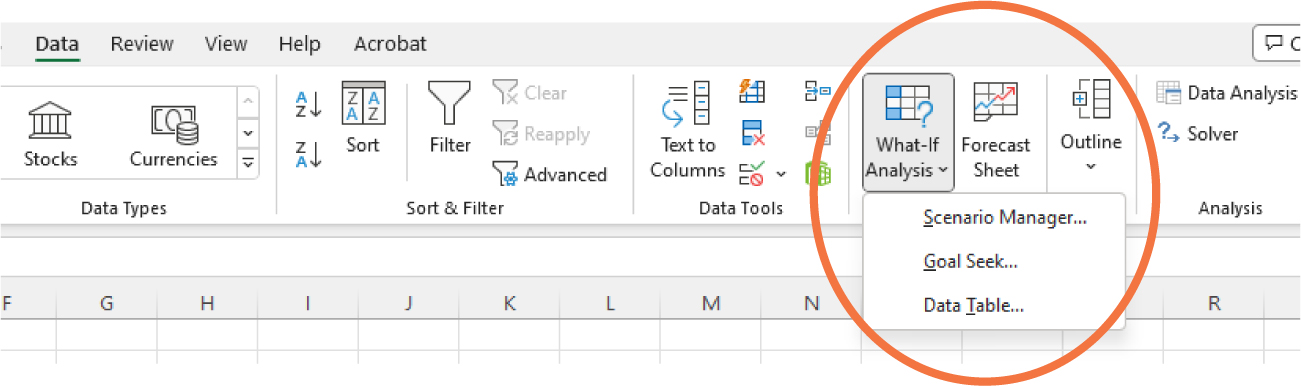 Data Review View Help Acrobat
C
Stocks
Currencies
A
Z
Z
A
Z A
A Z
Sort
Filter
Clear
Reapply
Advanced
Text to
Columns
What-If
Analysis
Forecast
Sheet
Outline
Data Analysis
Solver
Data Types
Sort & Filter
Data Tools
Analysis
Scenario Manager...
Goal Seek...
Data Table...
F G H I J K L M N R